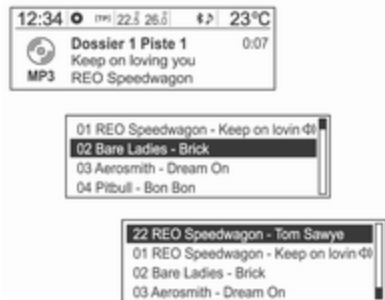 12:34 [TP] 22.5 26.0 23°C
Dossier 1 Piste 1 0:07
Keep on loving you
MP3 REO Speedwagon
01 REO Speedwagon - Keep on lovin
02 Bare Ladies - Brick
03 Aerosmith - Dream On
04 Pitbull - Bon Bon
22 REO Speedwagon - Tom Sawye
01 REO Speedwagon - Keep on lovin
02 Bare Ladies - Brick
03 Aerosmith - Dream On